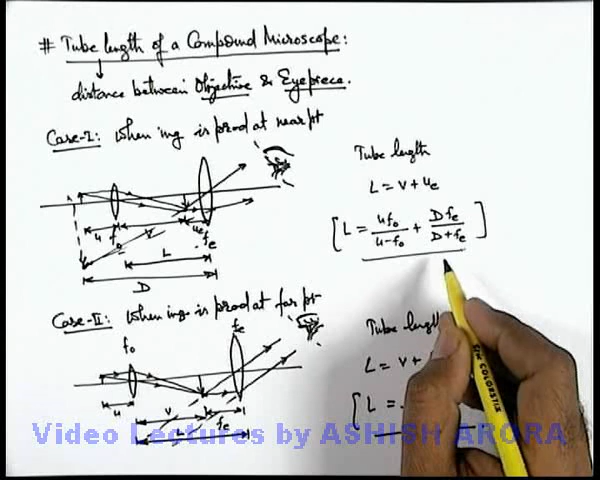 # Tube length of a Compound Microscope:
distance between Objective & Eyepiece.
Case-I: When img is prod at near pt
Tube length
L = v + ue
[L = ufo/u-fo + Dfe/D+fe]
u fo v ue fe
L
D
Case-II: When img is prod at far pt
fo fe
Tube length
L = v +
[L =
u v fe
L
Video Lectures by ASHISH ARORA